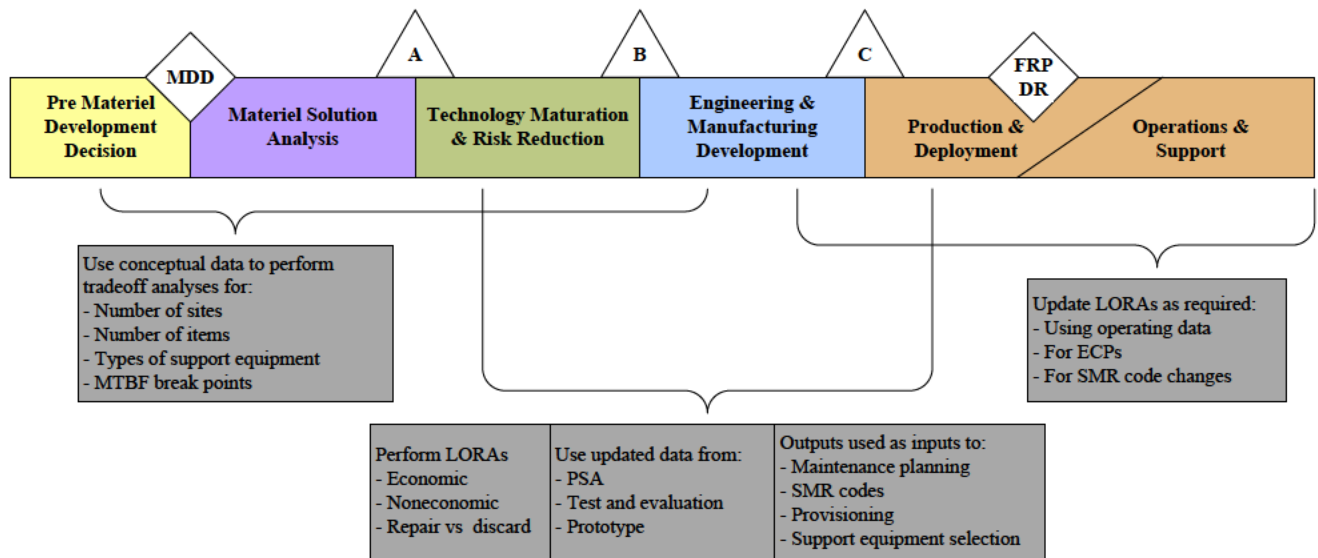 MDD
A
B
C
FRP
DR
Pre Materiel
Development
Decision
Materiel Solution
Analysis
Technology Maturation
& Risk Reduction
Engineering &
Manufacturing
Development
Production &
Deployment
Operations &
Support
Use conceptual data to perform
tradeoff analyses for:
- Number of sites
- Number of items
- Types of support equipment
- MTBF break points
Update LORAs as required:
- Using operating data
- For ECPs
- For SMR code changes
Perform LORAs
- Economic
- Noneconomic
- Repair vs discard
Use updated data from:
- PSA
- Test and evaluation
- Prototype
Outputs used as inputs to:
- Maintenance planning
- SMR codes
- Provisioning
- Support equipment selection